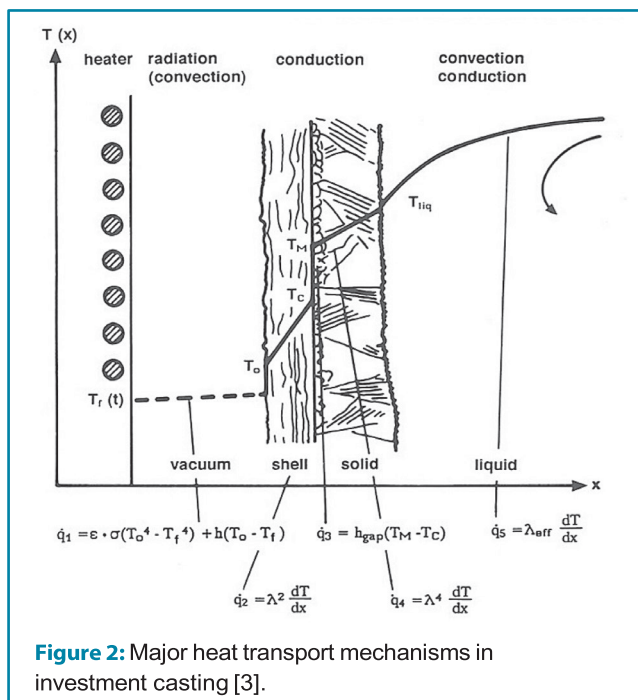 T (x)
heater
radiation
(convection)
conduction
convection
conduction
T_liq
T_M
T_C
T_o
T_r (t)
vacuum
shell
solid
liquid
x
q̇₁ = ε · σ(T_o⁴ - T_f⁴) + h(T_o - T_f)
q̇₃ = h_gap(T_M - T_C)
q̇₅ = λ_eff dT/dx
q̇₂ = λ² dT/dx
q̇₄ = λ⁴ dT/dx
Figure 2: Major heat transport mechanisms in
investment casting [3].